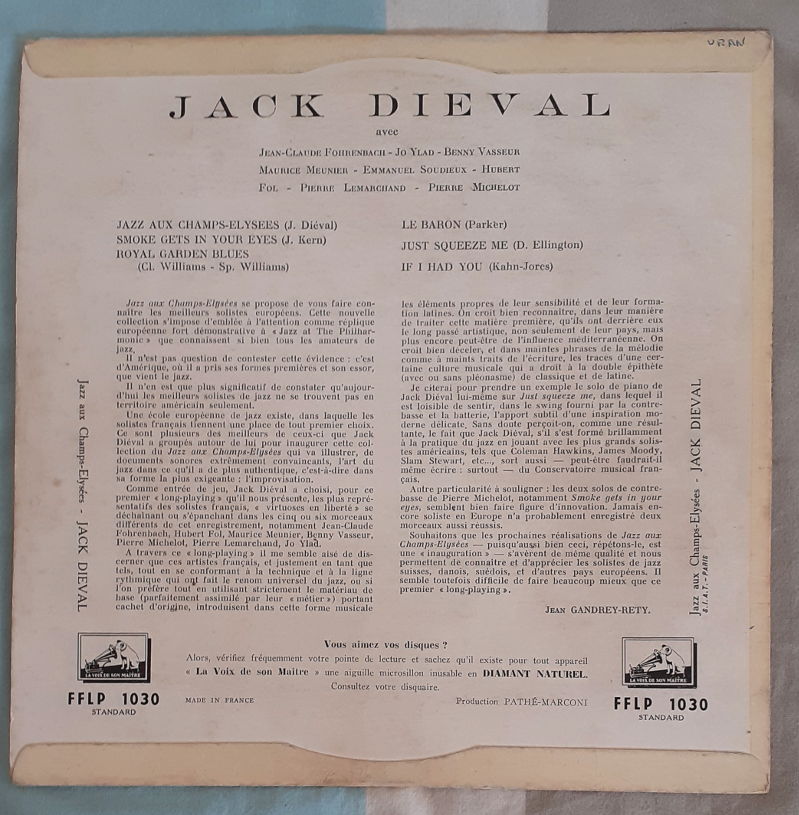 URAN
JACK DIEVAL
avec
JEAN-CLAUDE FOHRENBACH - JO YLAD - BENNY VASSEUR
MAURICE MEUNIER - EMMANUEL SOUDIEUX - HUBERT
FOL - PIERRE LEMARCHAND - PIERRE MICHELOT
JAZZ AUX CHAMPS-ELYSEES (J. Diéval)
SMOKE GETS IN YOUR EYES (J. Kern)
ROYAL GARDEN BLUES
(Cl. Williams - Sp. Williams)
LE BARON (Parker)
JUST SQUEEZE ME (D. Ellington)
IF I HAD YOU (Kahn-Jores)
Jazz aux Champs-Elysées se propose de vous faire con-
naître les meilleurs solistes européens. Cette nouvelle
collection s'impose d'emblée à l'attention comme réplique
européenne fort démonstrative à « Jazz at The Philhar-
monic » que connaissent si bien tous les amateurs de
jazz.
Il n'est pas question de contester cette évidence : c'est
d'Amérique, où il a pris ses formes premières et son essor,
que vient le jazz.
Il n'en est que plus significatif de constater qu'aujour-
d'hui les meilleurs solistes de jazz ne se trouvent pas en
territoire américain seulement.
Une école européenne de jazz existe, dans laquelle les
solistes français tiennent une place de tout premier choix.
Ce sont plusieurs des meilleurs de ceux-ci que Jack
Diéval a groupés autour de lui pour inaugurer cette col-
lection du Jazz aux Champs-Elysées qui va illustrer, de
documents sonores extrêmement convaincants, l'art du
jazz dans ce qu'il a de plus authentique, c'est-à-dire dans
sa forme la plus exigeante : l'improvisation.
Comme entrée de jeu, Jack Diéval a choisi, pour ce
premier « long-playing » qu'il nous présente, les plus repré-
sentatifs des solistes français, « virtuoses en liberté » se
déchaînant ou s'épanchant dans les cinq ou six morceaux
différents de cet enregistrement, notamment Jean-Claude
Fohrenbach, Hubert Fol, Maurice Meunier, Benny Vasseur,
Pierre Michelot, Pierre Lemarchand, Jo Ylad.
A travers ce « long-playing » il me semble aisé de dis-
cerner que ces artistes français, et justement en tant que
tels, tout en se conformant à la technique et à la ligne
rythmique qui ont fait le renom universel du jazz, ou si
l'on préfère tout en utilisant strictement le matériau de
base (parfaitement assimilé par leur « métier ») portant
cachet d'origine, introduisent dans cette forme musicale
les éléments propres de leur sensibilité et de leur forma-
tion latines. On croit bien reconnaître, dans leur manière
de traiter cette matière première, qu'ils ont derrière eux
le long passé artistique, non seulement de leur pays, mais
plus encore peut-être de l'influence méditerranéenne. On
croit bien déceler, et dans maintes phrases de la mélodie
comme à maints traits de l'écriture, les traces d'une cer-
taine culture musicale qui a droit à la double épithète
(avec ou sans pléonasme) de classique et de latine.
Je citerai pour prendre en exemple le solo de piano de
Jack Diéval lui-même sur Just squeeze me, dans lequel il
est loisible de sentir, dans le swing fourni par la contre-
basse et la batterie, l'apport subtil d'une inspiration mo-
derne délicate. Sans doute perçoit-on, comme une résul-
tante, le fait que Jack Diéval, s'il s'est formé brillamment
à la pratique du jazz en jouant avec les plus grands solis-
tes américains, tels que Coleman Hawkins, James Moody,
Slam Stewart, etc..., sort aussi — peut-être faudrait-il
même écrire : surtout — du Conservatoire musical fran-
çais.
Autre particularité à souligner : les deux solos de contre-
basse de Pierre Michelot, notamment Smoke gets in your
eyes, semblent bien faire figure d'innovation. Jamais en-
core soliste en Europe n'a probablement enregistré deux
morceaux aussi réussis.
Souhaitons que les prochaines réalisations de Jazz aux
Champs-Elysées — puisqu'aussi bien ceci, répétons-le, est
une « inauguration » — s'avèrent de même qualité et nous
permettent de connaître et d'apprécier les solistes de jazz
suisses, danois, suédois, et d'autres pays européens. Il
semble toutefois difficile de faire beaucoup mieux que ce
premier « long-playing ».
JEAN GANDREY-RETY.
Jazz aux Champs-Elysées - JACK DIEVAL
Jazz aux Champs-Elysées - JACK DIEVAL
S.I.A.T. - PARIS
Vous aimez vos disques ?
Alors, vérifiez fréquemment votre pointe de lecture et sachez qu'il existe pour tout appareil
« La Voix de son Maître » une aiguille microsillon inusable en DIAMANT NATUREL.
Consultez votre disquaire.
LA VOIX DE SON MAITRE
FFLP 1030
STANDARD
MADE IN FRANCE
Production PATHÉ-MARCONI
LA VOIX DE SON MAITRE
FFLP 1030
STANDARD